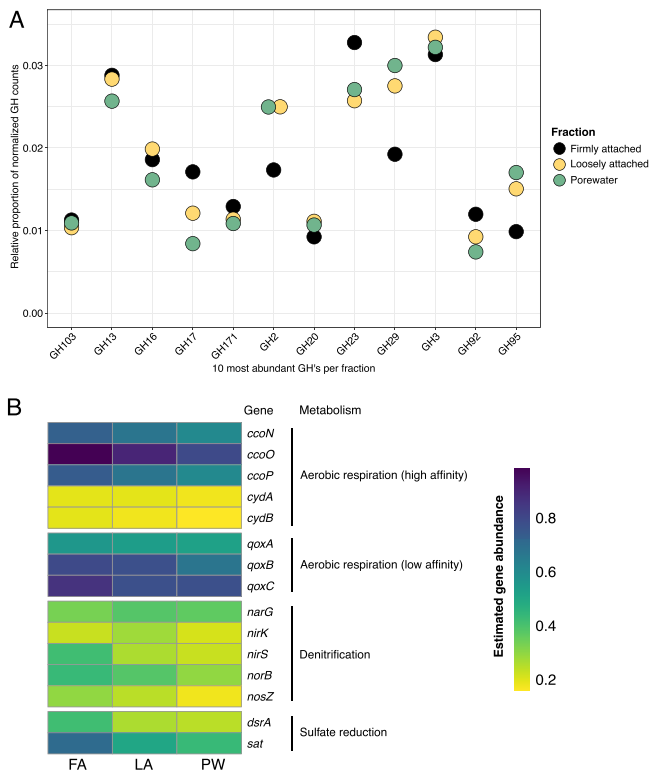 A
Relative proportion of normalized GH counts
0.03
0.02
0.01
0.00
GH103
GH13
GH16
GH17
GH171
GH2
GH20
GH23
GH29
GH3
GH92
GH95
10 most abundant GH's per fraction
Fraction
Firmly attached
Loosely attached
Porewater
B
Gene Metabolism
ccoN
ccoO
ccoP
cydA
cydB
Aerobic respiration (high affinity)
qoxA
qoxB
qoxC
Aerobic respiration (low affinity)
narG
nirK
nirS
norB
nosZ
Denitrification
dsrA
sat
Sulfate reduction
FA LA PW
Estimated gene abundance
0.8
0.6
0.4
0.2